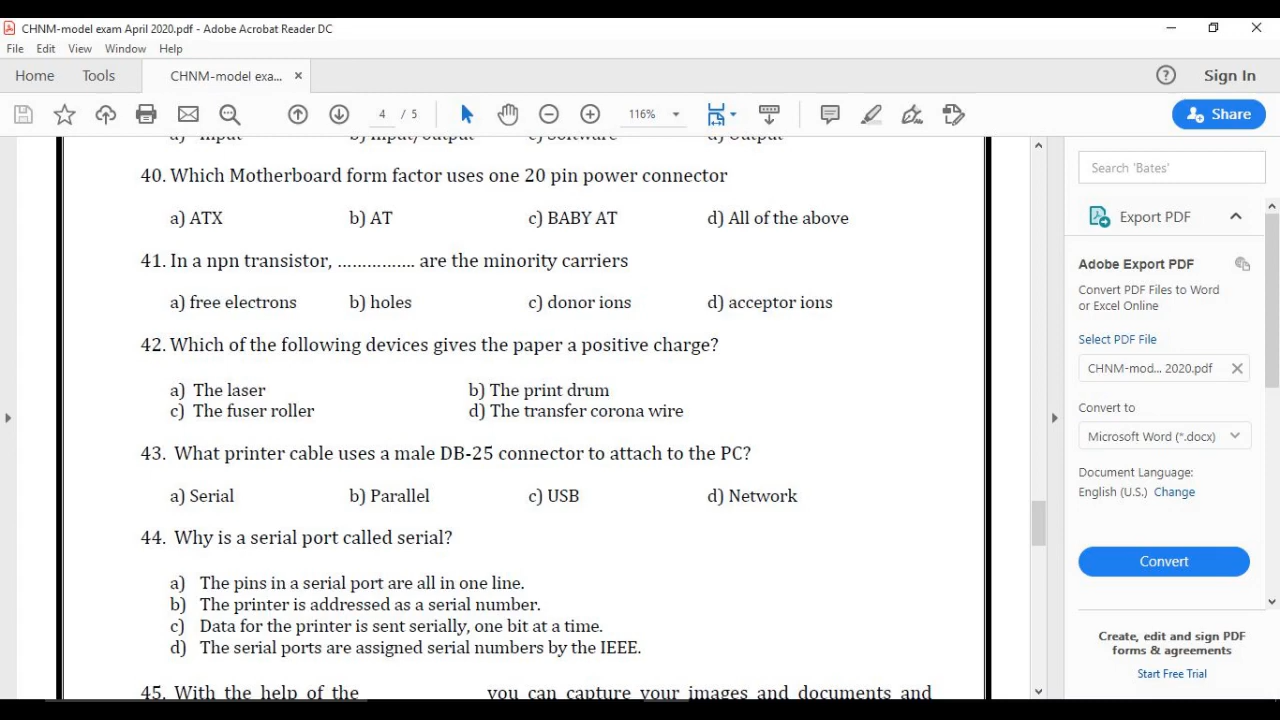 CHNM-model exam April 2020.pdf - Adobe Acrobat Reader DC
File Edit View Window Help
Home Tools CHNM-model exa... × ? Sign In
4 / 5 116% Share
a) Input b) Input/output c) Software d) Output
40. Which Motherboard form factor uses one 20 pin power connector
a) ATX b) AT c) BABY AT d) All of the above
41. In a npn transistor, ............... are the minority carriers
a) free electrons b) holes c) donor ions d) acceptor ions
42. Which of the following devices gives the paper a positive charge?
a) The laser b) The print drum
c) The fuser roller d) The transfer corona wire
43. What printer cable uses a male DB-25 connector to attach to the PC?
a) Serial b) Parallel c) USB d) Network
44. Why is a serial port called serial?
a) The pins in a serial port are all in one line.
b) The printer is addressed as a serial number.
c) Data for the printer is sent serially, one bit at a time.
d) The serial ports are assigned serial numbers by the IEEE.
45. With the help of the ________ you can capture your images and documents and
Search 'Bates'
Export PDF
Adobe Export PDF
Convert PDF Files to Word
or Excel Online
Select PDF File
CHNM-mod... 2020.pdf
Convert to
Microsoft Word (*.docx)
Document Language:
English (U.S.) Change
Convert
Create, edit and sign PDF
forms & agreements
Start Free Trial